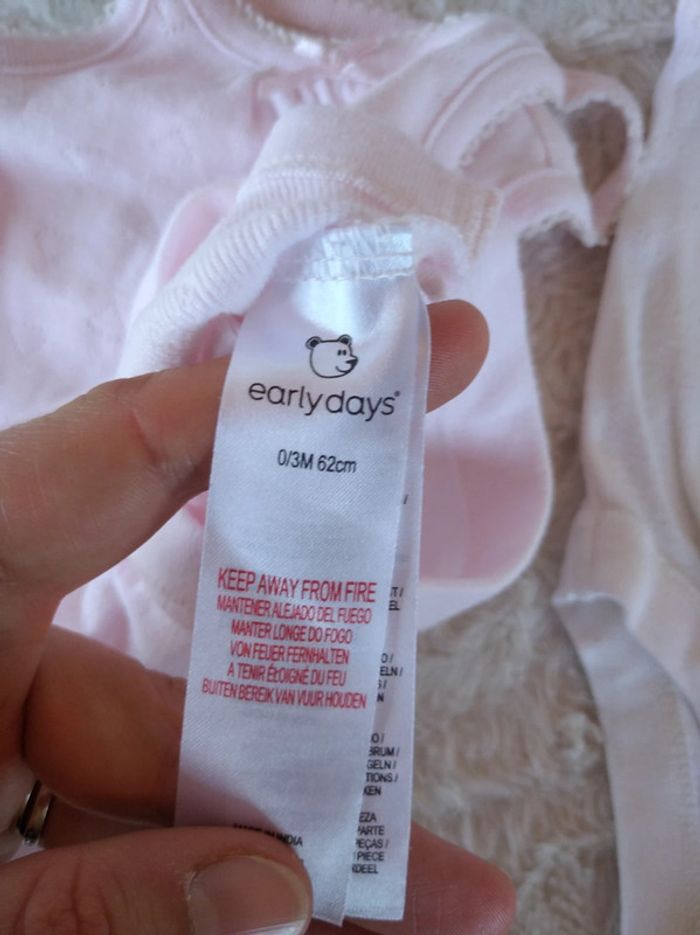 earlydays®
0/3M 62cm
KEEP AWAY FROM FIRE
MANTENER ALEJADO DEL FUEGO
MANTER LONGE DO FOGO
VON FEUER FERNHALTEN
A TENIR ÉLOIGNÉ DU FEU
BUITEN BEREIK VAN VUUR HOUDEN
INDIA